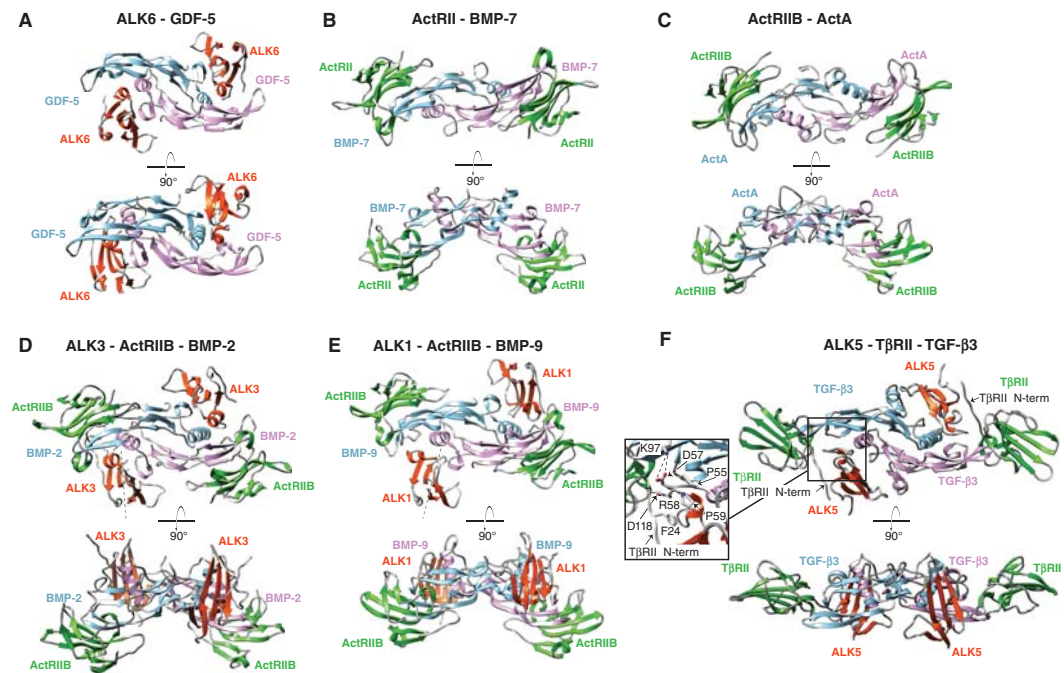 A
ALK6 - GDF-5
ALK6
GDF-5
GDF-5
ALK6
90°
ALK6
GDF-5
GDF-5
ALK6
B
ActRII - BMP-7
ActRII
BMP-7
BMP-7
ActRII
90°
BMP-7
BMP-7
ActRII
ActRII
C
ActRIIB - ActA
ActRIIB
ActA
ActA
ActRIIB
90°
ActA
ActA
ActRIIB
ActRIIB
D
ALK3 - ActRIIB - BMP-2
ALK3
ActRIIB
BMP-2
BMP-2
ALK3
ActRIIB
90°
ALK3
ALK3
BMP-2
BMP-2
ActRIIB
ActRIIB
E
ALK1 - ActRIIB - BMP-9
ALK1
BMP-9
BMP-9
ActRIIB
ALK1
90°
BMP-9
BMP-9
ALK1
ALK1
ActRIIB
ActRIIB
F
ALK5 - TβRII - TGF-β3
ALK5
TGF-β3
TβRII
TβRII N-term
K97
D57
P55
R58
P59
D118
F24
TβRII N-term
TβRII
TβRII N-term
TGF-β3
ALK5
90°
TβRII
TGF-β3
TGF-β3
TβRII
ALK5
ALK5